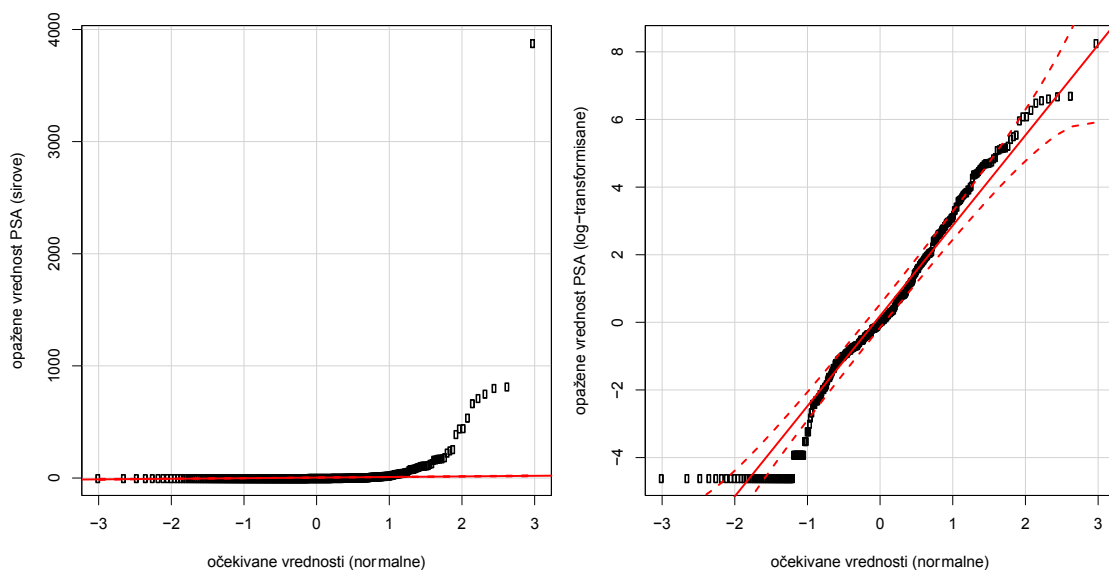 opažene vrednost PSA (sirove)
4000
3000
2000
1000
0
−3 −2 −1 0 1 2 3
očekivane vrednosti (normalne)
opažene vrednost PSA (log−transformisane)
8
6
4
2
0
−2
−4
−3 −2 −1 0 1 2 3
očekivane vrednosti (normalne)